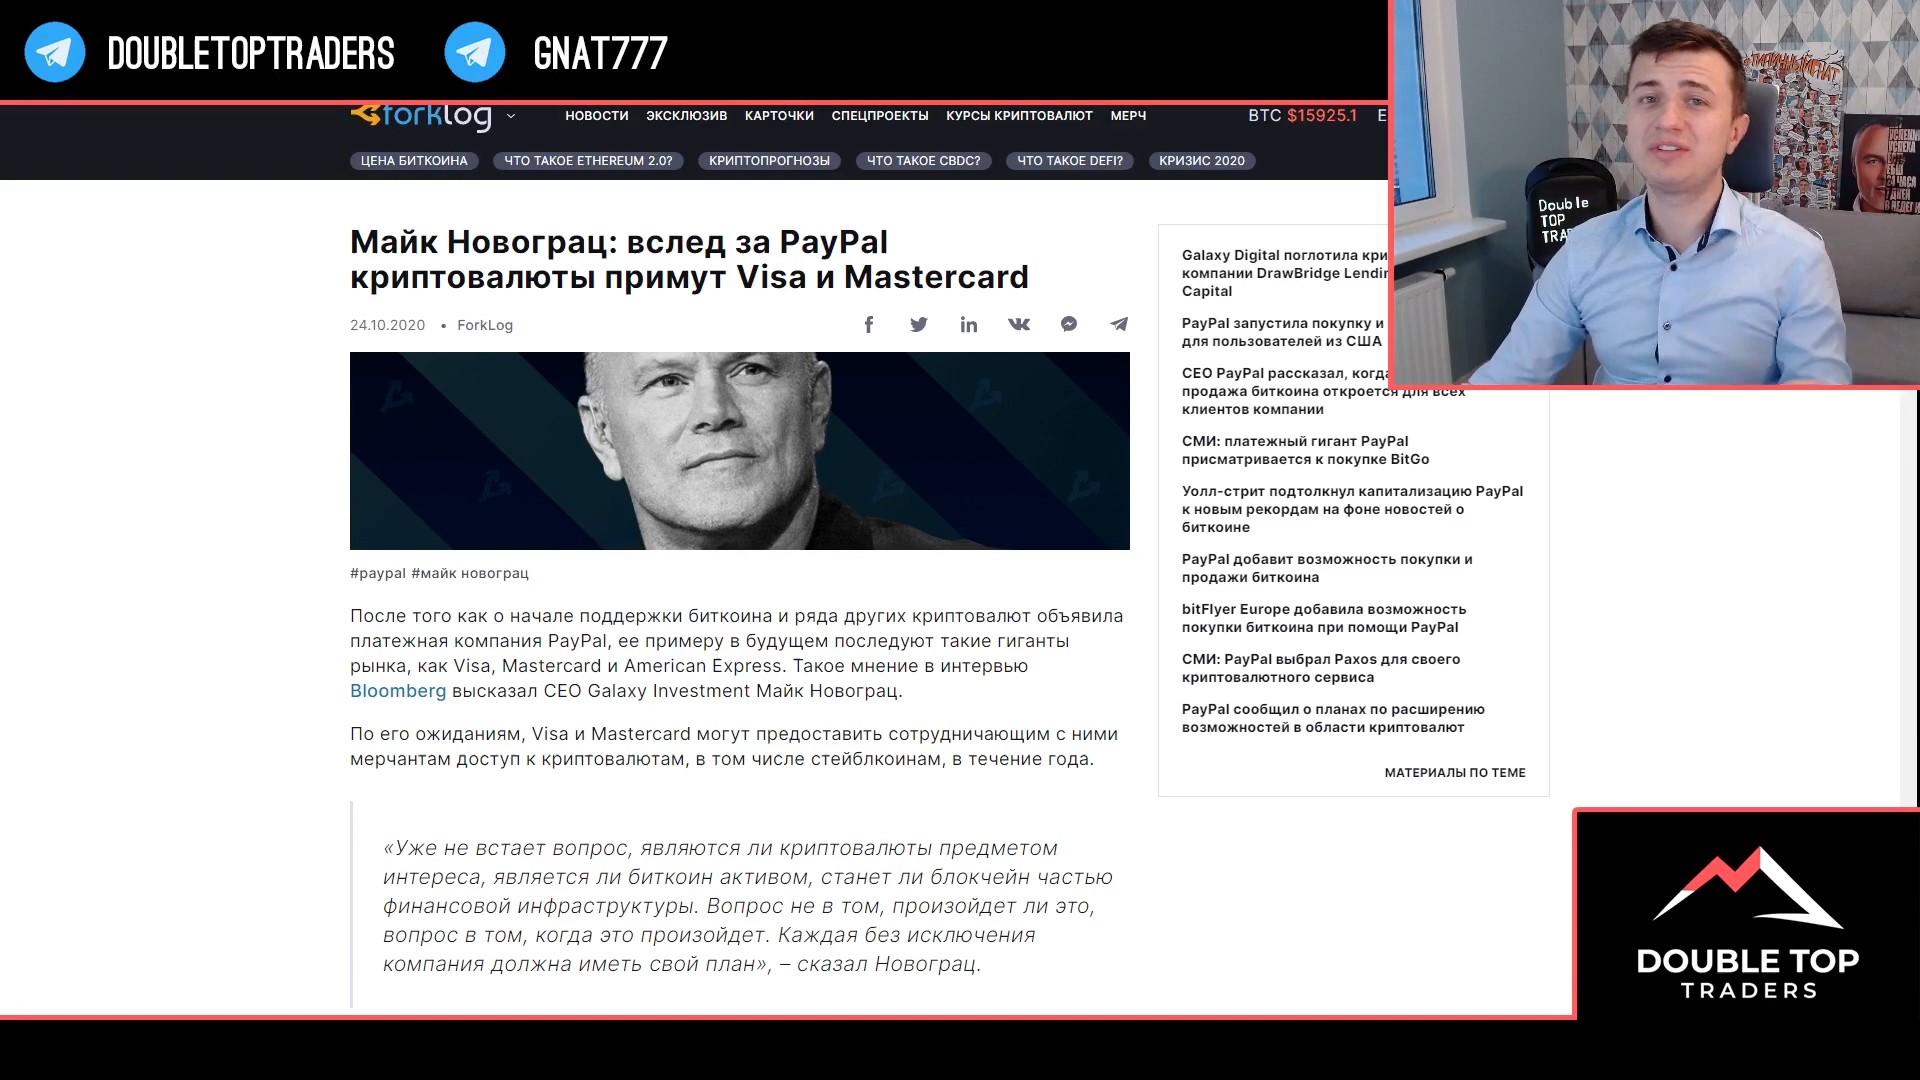 DOUBLETOPTRADERS
GNAT777
forklog
НОВОСТИ ЭКСКЛЮЗИВ КАРТОЧКИ СПЕЦПРОЕКТЫ КУРСЫ КРИПТОВАЛЮТ МЕРЧ
BTC $15925.1 E
ЦЕНА БИТКОИНА ЧТО ТАКОЕ ETHEREUM 2.0? КРИПТОПРОГНОЗЫ ЧТО ТАКОЕ CBDC? ЧТО ТАКОЕ DEFI? КРИЗИС 2020
Майк Новограц: вслед за PayPal
криптовалюты примут Visa и Mastercard
24.10.2020 • ForkLog
#paypal #майк новограц
После того как о начале поддержки биткоина и ряда других криптовалют объявила
платежная компания PayPal, ее примеру в будущем последуют такие гиганты
рынка, как Visa, Mastercard и American Express. Такое мнение в интервью
Bloomberg высказал CEO Galaxy Investment Майк Новограц.
По его ожиданиям, Visa и Mastercard могут предоставить сотрудничающим с ними
мерчантам доступ к криптовалютам, в том числе стейблкоинам, в течение года.
«Уже не встает вопрос, являются ли криптовалюты предметом
интереса, является ли биткоин активом, станет ли блокчейн частью
финансовой инфраструктуры. Вопрос не в том, произойдет ли это,
вопрос в том, когда это произойдет. Каждая без исключения
компания должна иметь свой план», – сказал Новограц.
Galaxy Digital поглотила кри
компании DrawBridge Lendin
Capital
PayPal запустила покупку и
для пользователей из США
CEO PayPal рассказал, когда
продажа биткоина откроется для всех
клиентов компании
СМИ: платежный гигант PayPal
присматривается к покупке BitGo
Уолл-стрит подтолкнул капитализацию PayPal
к новым рекордам на фоне новостей о
биткоине
PayPal добавит возможность покупки и
продажи биткоина
bitFlyer Europe добавила возможность
покупки биткоина при помощи PayPal
СМИ: PayPal выбрал Paxos для своего
криптовалютного сервиса
PayPal сообщил о планах по расширению
возможностей в области криптовалют
МАТЕРИАЛЫ ПО ТЕМЕ
Double
TOP
TRA
DOUBLE TOP
TRADERS